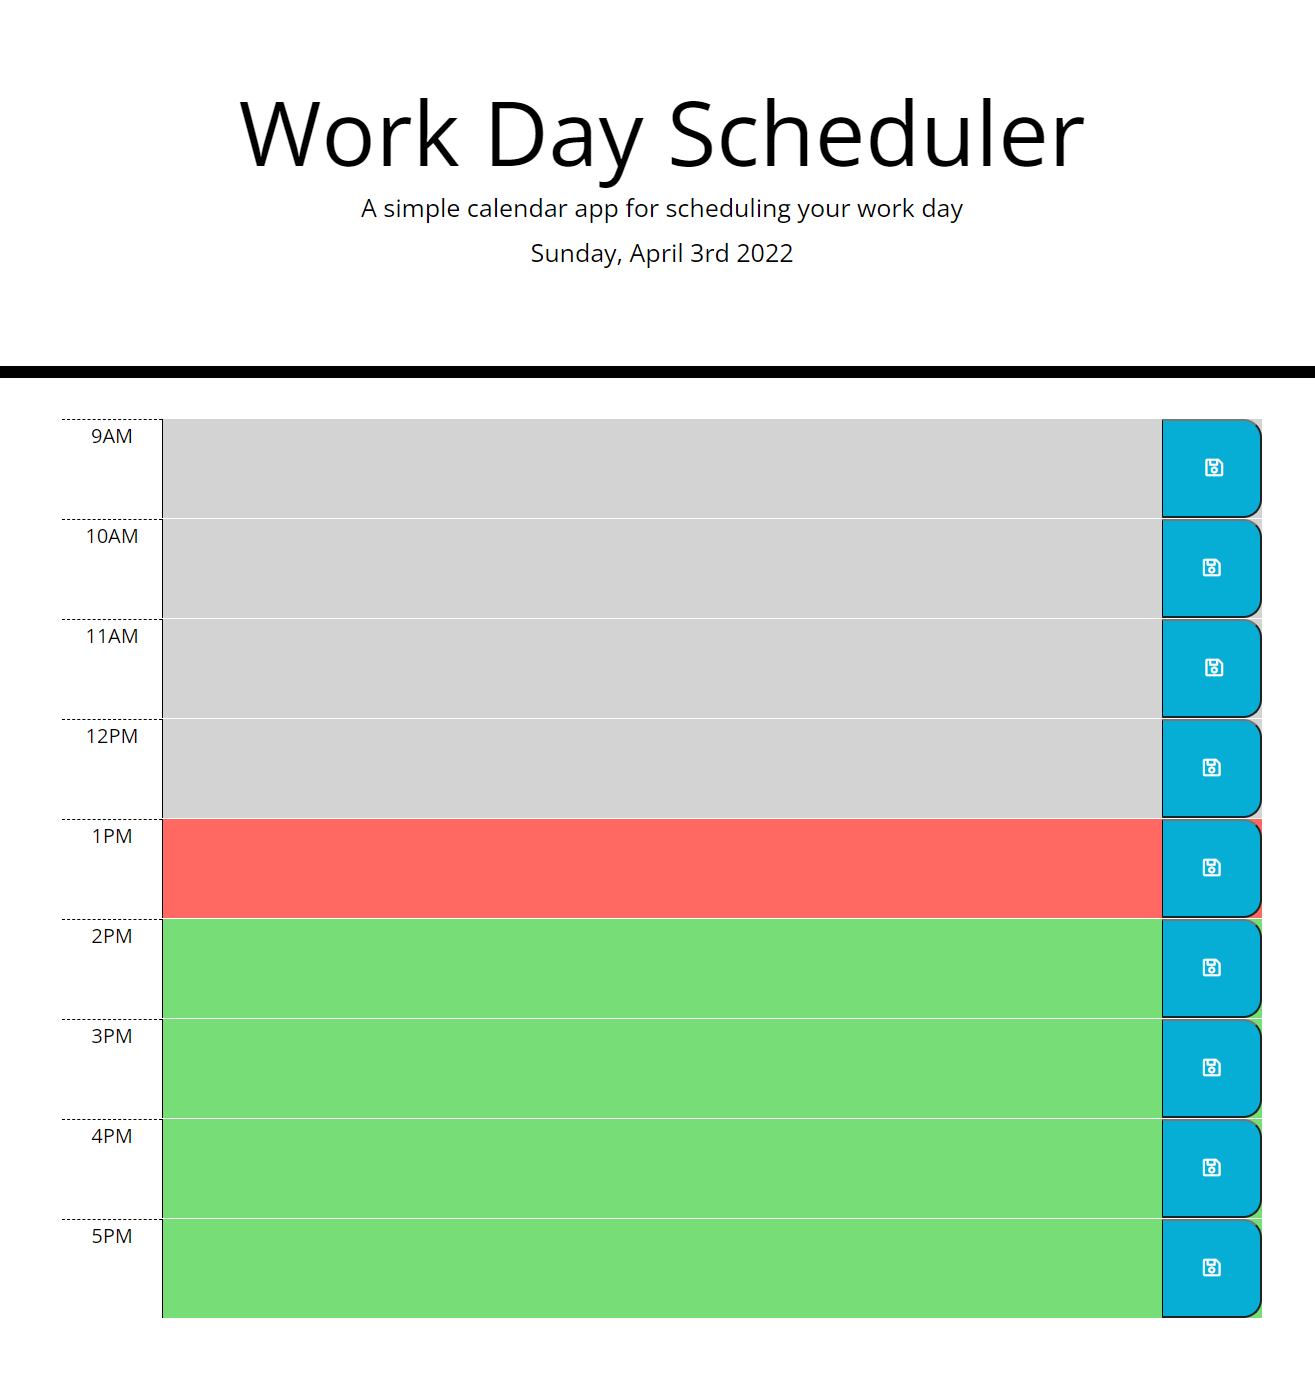 Work Day Scheduler
A simple calendar app for scheduling your work day
Sunday, April 3rd 2022
9AM
10AM
11AM
12PM
1PM
2PM
3PM
4PM
5PM